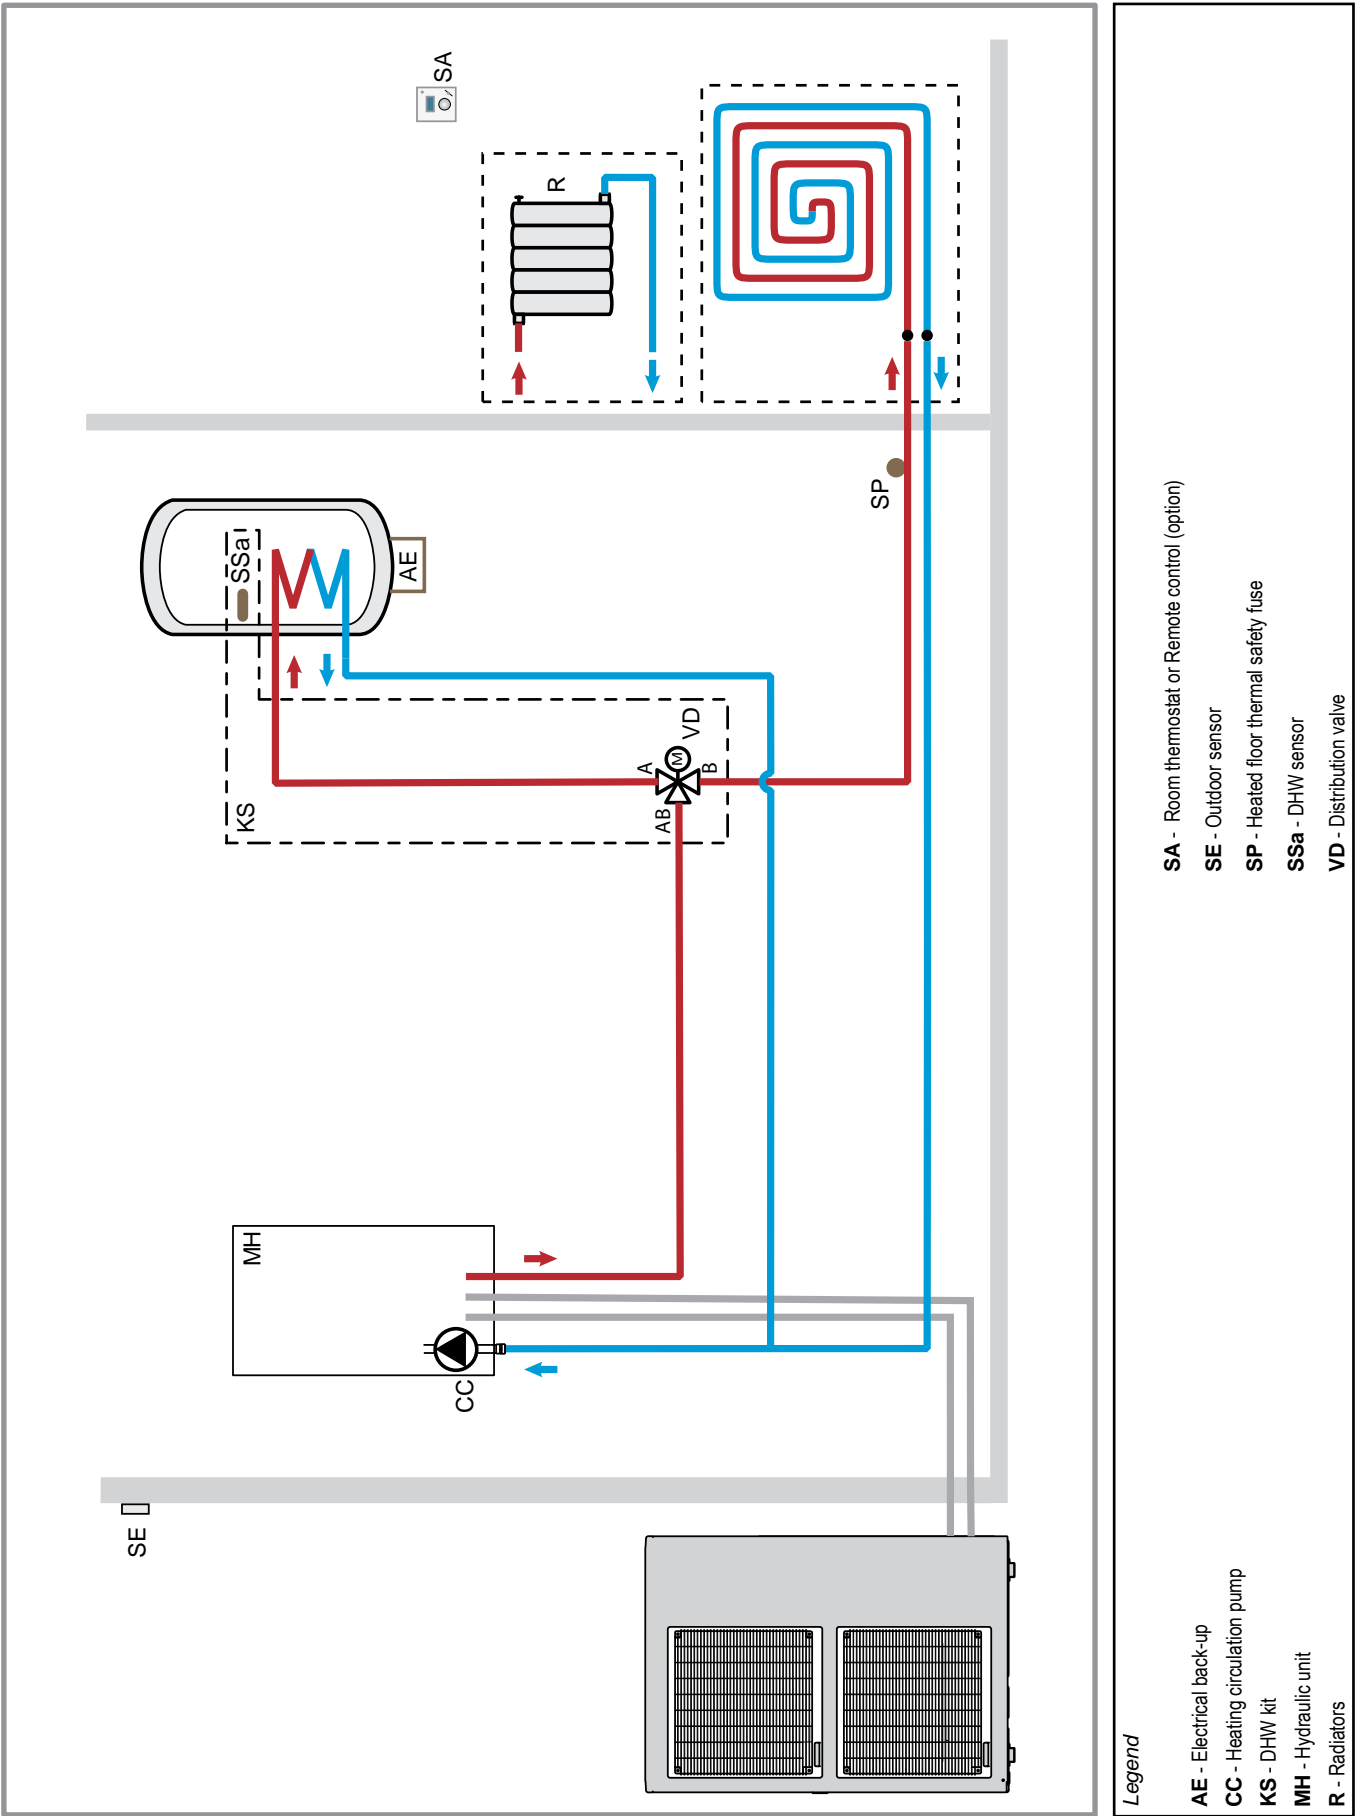 SE
MH
CC
KS
A
AB
M
VD
B
SSa
AE
SP
R
SA
Legend
AE - Electrical back-up
CC - Heating circulation pump
KS - DHW kit
MH - Hydraulic unit
R - Radiators
SA - Room thermostat or Remote control (option)
SE - Outdoor sensor
SP - Heated floor thermal safety fuse
SSa - DHW sensor
VD - Distribution valve